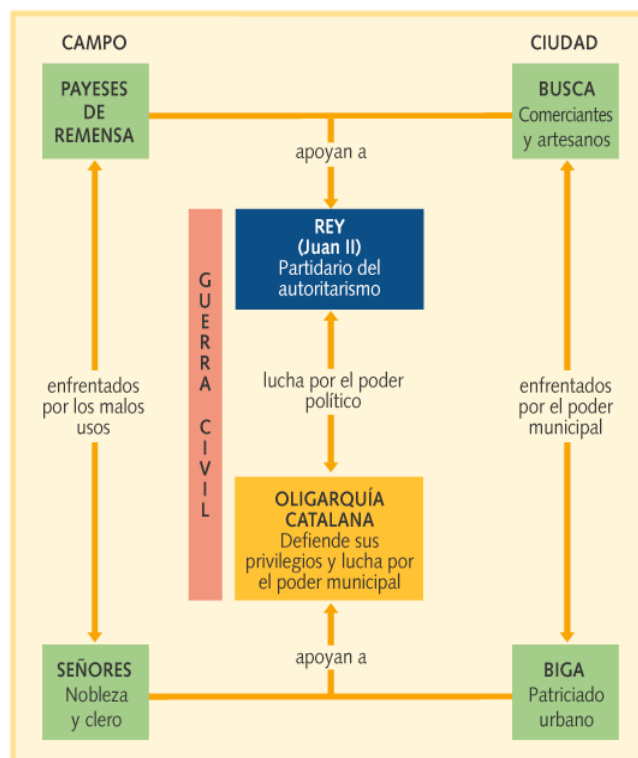 CAMPO
CIUDAD
PAYESES
DE
REMENSA
BUSCA
Comerciantes
y artesanos
apoyan a
REY
(Juan II)
Partidario del
autoritarismo
GUERRA CIVIL
enfrentados
por los malos
usos
lucha por el poder
político
enfrentados
por el poder
municipal
OLIGARQUÍA
CATALANA
Defiende sus
privilegios y lucha por
el poder municipal
apoyan a
SEÑORES
Nobleza
y clero
BIGA
Patriciado
urbano